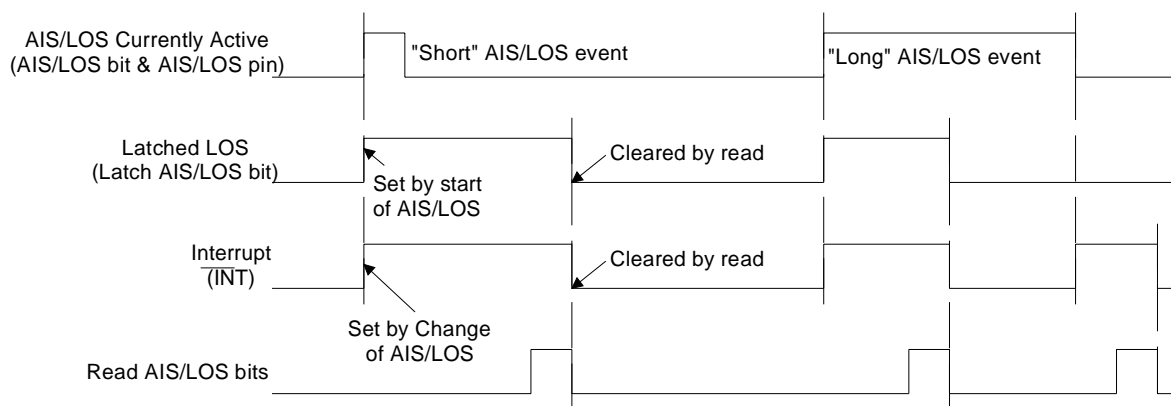 AIS/LOS Currently Active
(AIS/LOS bit & AIS/LOS pin)
"Short" AIS/LOS event
"Long" AIS/LOS event
Latched LOS
(Latch AIS/LOS bit)
Set by start
of AIS/LOS
Cleared by read
Interrupt
(INT)
Set by Change
of AIS/LOS
Cleared by read
Read AIS/LOS bits